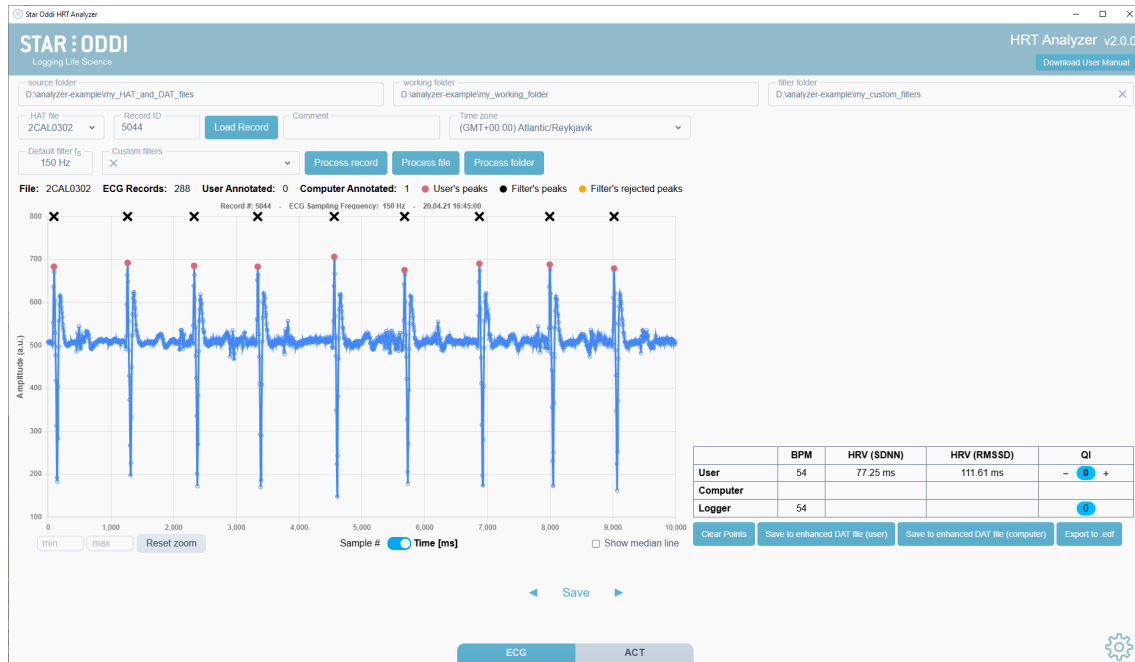 Star Oddi HRT Analyzer
STAR:ODDI
Logging Life Science
HRT Analyzer v2.0.0
Download User Manual
source folder
D:\analyzer-example\my_HAT_and_DAT_files
working folder
D:\analyzer-example\my_working_folder
filter folder
D:\analyzer-example\my_custom_filters
.HAT file
2CAL0302
Record ID
5044
Load Record
Comment
Time zone
(GMT+00:00) Atlantic/Reykjavik
Default filter fS
150 Hz
Custom filters
Process record
Process file
Process folder
File: 2CAL0302 ECG Records: 288 User Annotated: 0 Computer Annotated: 1 User's peaks Filter's peaks Filter's rejected peaks
Record #: 5044 - ECG Sampling Frequency: 150 Hz - 20.04.21 16:45:00
Amplitude (a.u.)
800
700
600
500
400
300
200
100
0 1,000 2,000 3,000 4,000 5,000 6,000 7,000 8,000 9,000 10,000
min max Reset zoom Sample # Time [ms] Show median line
BPM HRV (SDNN) HRV (RMSSD) QI
User 54 77.25 ms 111.61 ms − 0 +
Computer
Logger 54 0
Clear Points Save to enhanced DAT file (user) Save to enhanced DAT file (computer) Export to .edf
◄ Save ►
ECG ACT